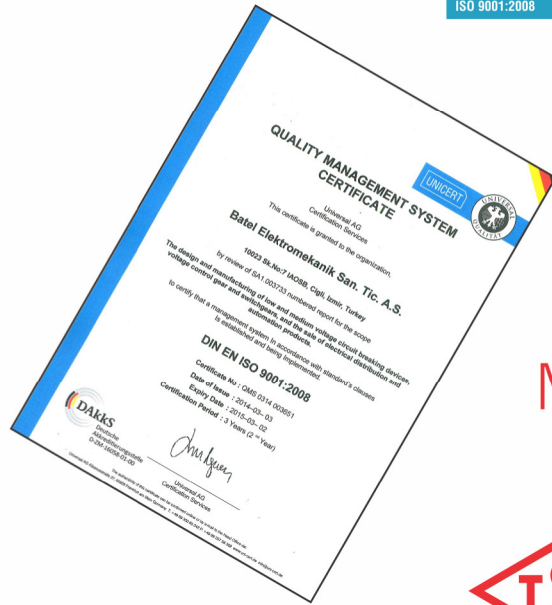 ISO 9001:2008
QUALITY MANAGEMENT SYSTEM
CERTIFICATE
UNICERT
UNIVERSAL
QUALITÄT
Universal AG
Certification Services
This certificate is granted to the organization,
Batel Elektromekanik San. Tic. A.S.
10023 Sk.No:7 IAOSB, Cigli, Izmir, Turkey
by review of SA1.003733 numbered report for the scope
The design and manufacturing of low and medium voltage circuit breaking devices,
voltage control gear and switchgears, and the sale of electrical distribution and
automation products.
to certify that a management system in accordance with standard's clauses
Is established and being implemented.
DIN EN ISO 9001:2008
Certificate No : QMS 0314 003651
Date of Issue : 2014-03-03
Expiry Date : 2015-03-02
Certification Period : 3 Years (2 ⁿᵈ Year)
DAkkS
Deutsche
Akkreditierungsstelle
D-ZM-16058-01-00
Universal AG
Certification Services
M
T